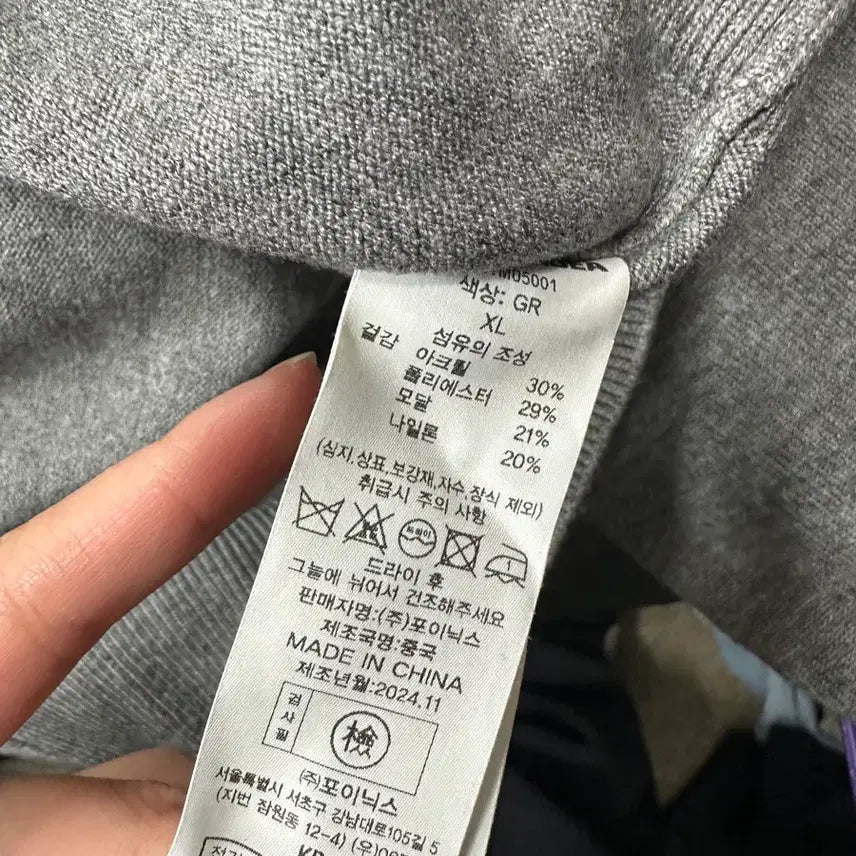 M05001
색상: GR
XL
섬유의 조성
겉감 아크릴 30%
폴리에스터 29%
모달 21%
나일론 20%
(심지,상표,보강재,자수,장식 제외)
취급시 주의 사항
드라이
드라이 후
그늘에 뉘어서 건조해주세요
판매자명:(주)포이닉스
제조국명:중국
MADE IN CHINA
제조년월:2024.11
검사필
檢
(주)포이닉스
서울특별시 서초구 강남대로105길 5
(지번 잠원동 12-4) (우)06